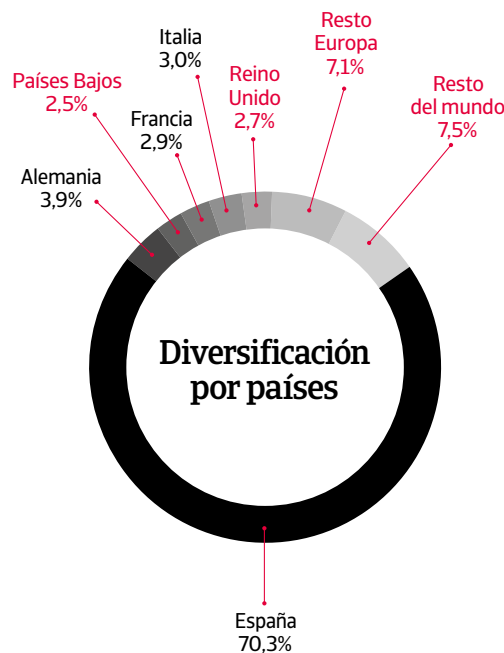 Italia
3,0%
Resto
Europa
7,1%
Países Bajos
2,5%
Reino
Unido
2,7%
Resto
del mundo
7,5%
Francia
2,9%
Alemania
3,9%
Diversificación
por países
España
70,3%